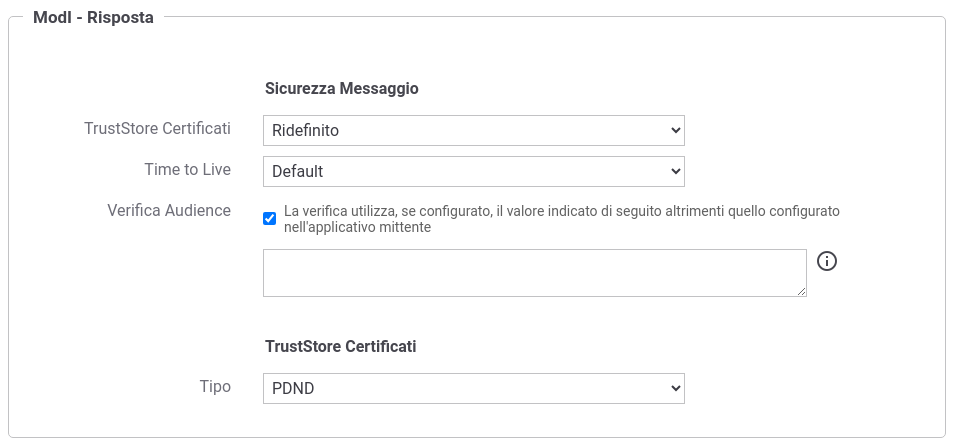 ModI - Risposta
Sicurezza Messaggio
TrustStore Certificati
Ridefinito
Time to Live
Default
Verifica Audience
La verifica utilizza, se configurato, il valore indicato di seguito altrimenti quello configurato
nell'applicativo mittente
TrustStore Certificati
Tipo
PDND